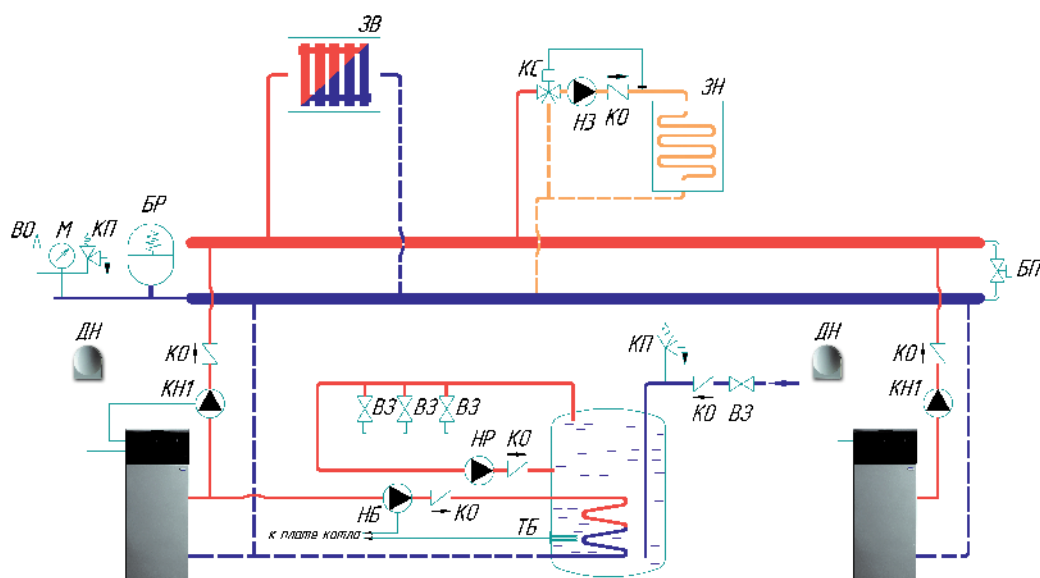 ЗВ
КС
НЗ
КО
ЗН
ВО
М
КП
БР
БП
ДН
КО
КН1
КП
КО
ВЗ
ДН
КО
КН1
ВЗ
ВЗ
ВЗ
НР
КО
НБ
КО
ТБ
к плате котла